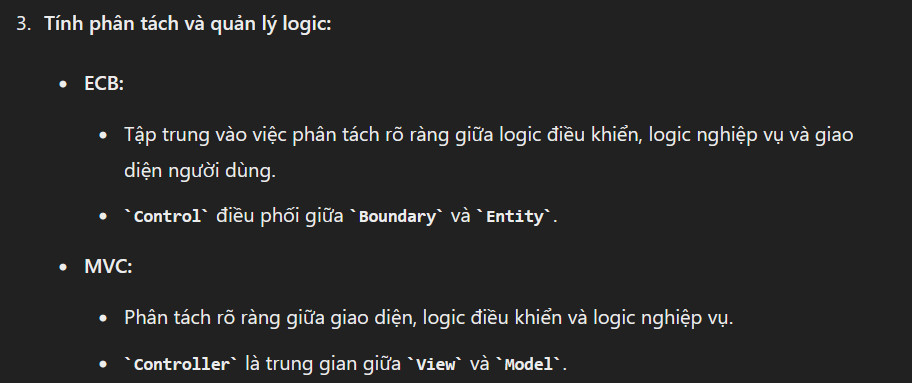 3. Tính phân tách và quản lý logic:
• ECB:
• Tập trung vào việc phân tách rõ ràng giữa logic điều khiển, logic nghiệp vụ và giao
diện người dùng.
• `Control` điều phối giữa `Boundary` và `Entity`.
• MVC:
• Phân tách rõ ràng giữa giao diện, logic điều khiển và logic nghiệp vụ.
• `Controller` là trung gian giữa `View` và `Model`.